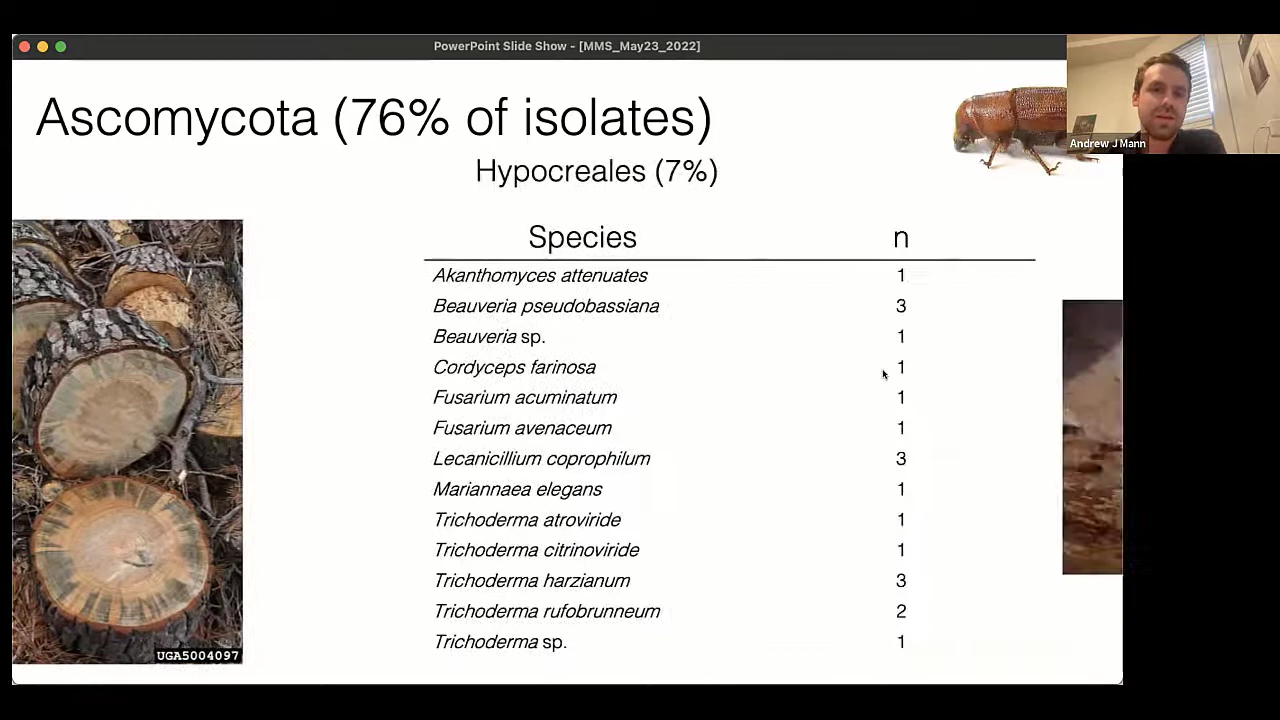 PowerPoint Slide Show - [MMS_May23_2022]
Ascomycota (76% of isolates)
Andrew J Mann
Hypocreales (7%)
Species n
Akanthomyces attenuates 1
Beauveria pseudobassiana 3
Beauveria sp. 1
Cordyceps farinosa 1
Fusarium acuminatum 1
Fusarium avenaceum 1
Lecanicillium coprophilum 3
Mariannaea elegans 1
Trichoderma atroviride 1
Trichoderma citrinoviride 1
Trichoderma harzianum 3
Trichoderma rufobrunneum 2
Trichoderma sp. 1
UGA5004097